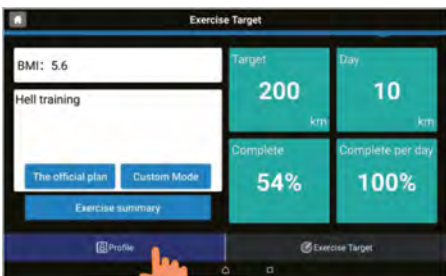 Exercise Target
BMI: 5.6
Hell training
The official plan
Custom Mode
Exercise summary
Target
200
km
Day
10
km
Complete
54%
Complete per day
100%
Profile
Exercise Target